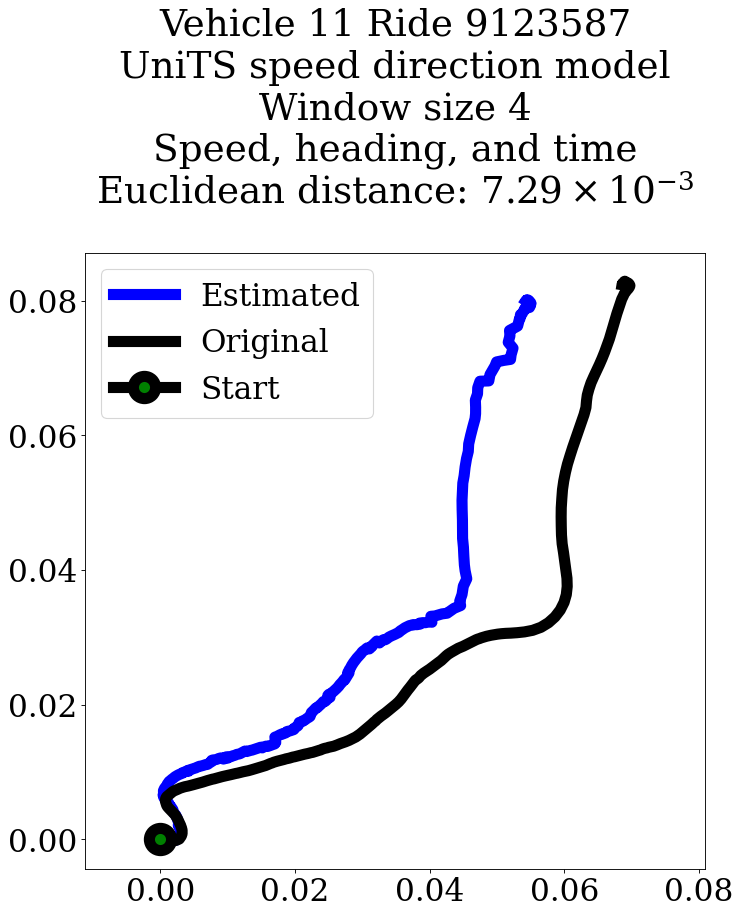 Vehicle 11 Ride 9123587
UniTS speed direction model
Window size 4
Speed, heading, and time
Euclidean distance: 7.29 × 10⁻³
Estimated
Original
Start
0.08
0.06
0.04
0.02
0.00
0.00 0.02 0.04 0.06 0.08